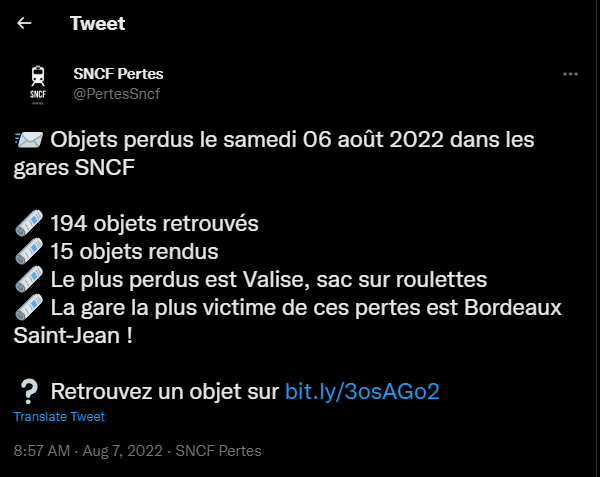 ← Tweet
SNCF Pertes
@PertesSncf
SNCF
📨 Objets perdus le samedi 06 août 2022 dans les
gares SNCF
🗞️ 194 objets retrouvés
🗞️ 15 objets rendus
🗞️ Le plus perdus est Valise, sac sur roulettes
🗞️ La gare la plus victime de ces pertes est Bordeaux
Saint-Jean !
❔ Retrouvez un objet sur bit.ly/3osAGo2
Translate Tweet
8:57 AM · Aug 7, 2022 · SNCF Pertes